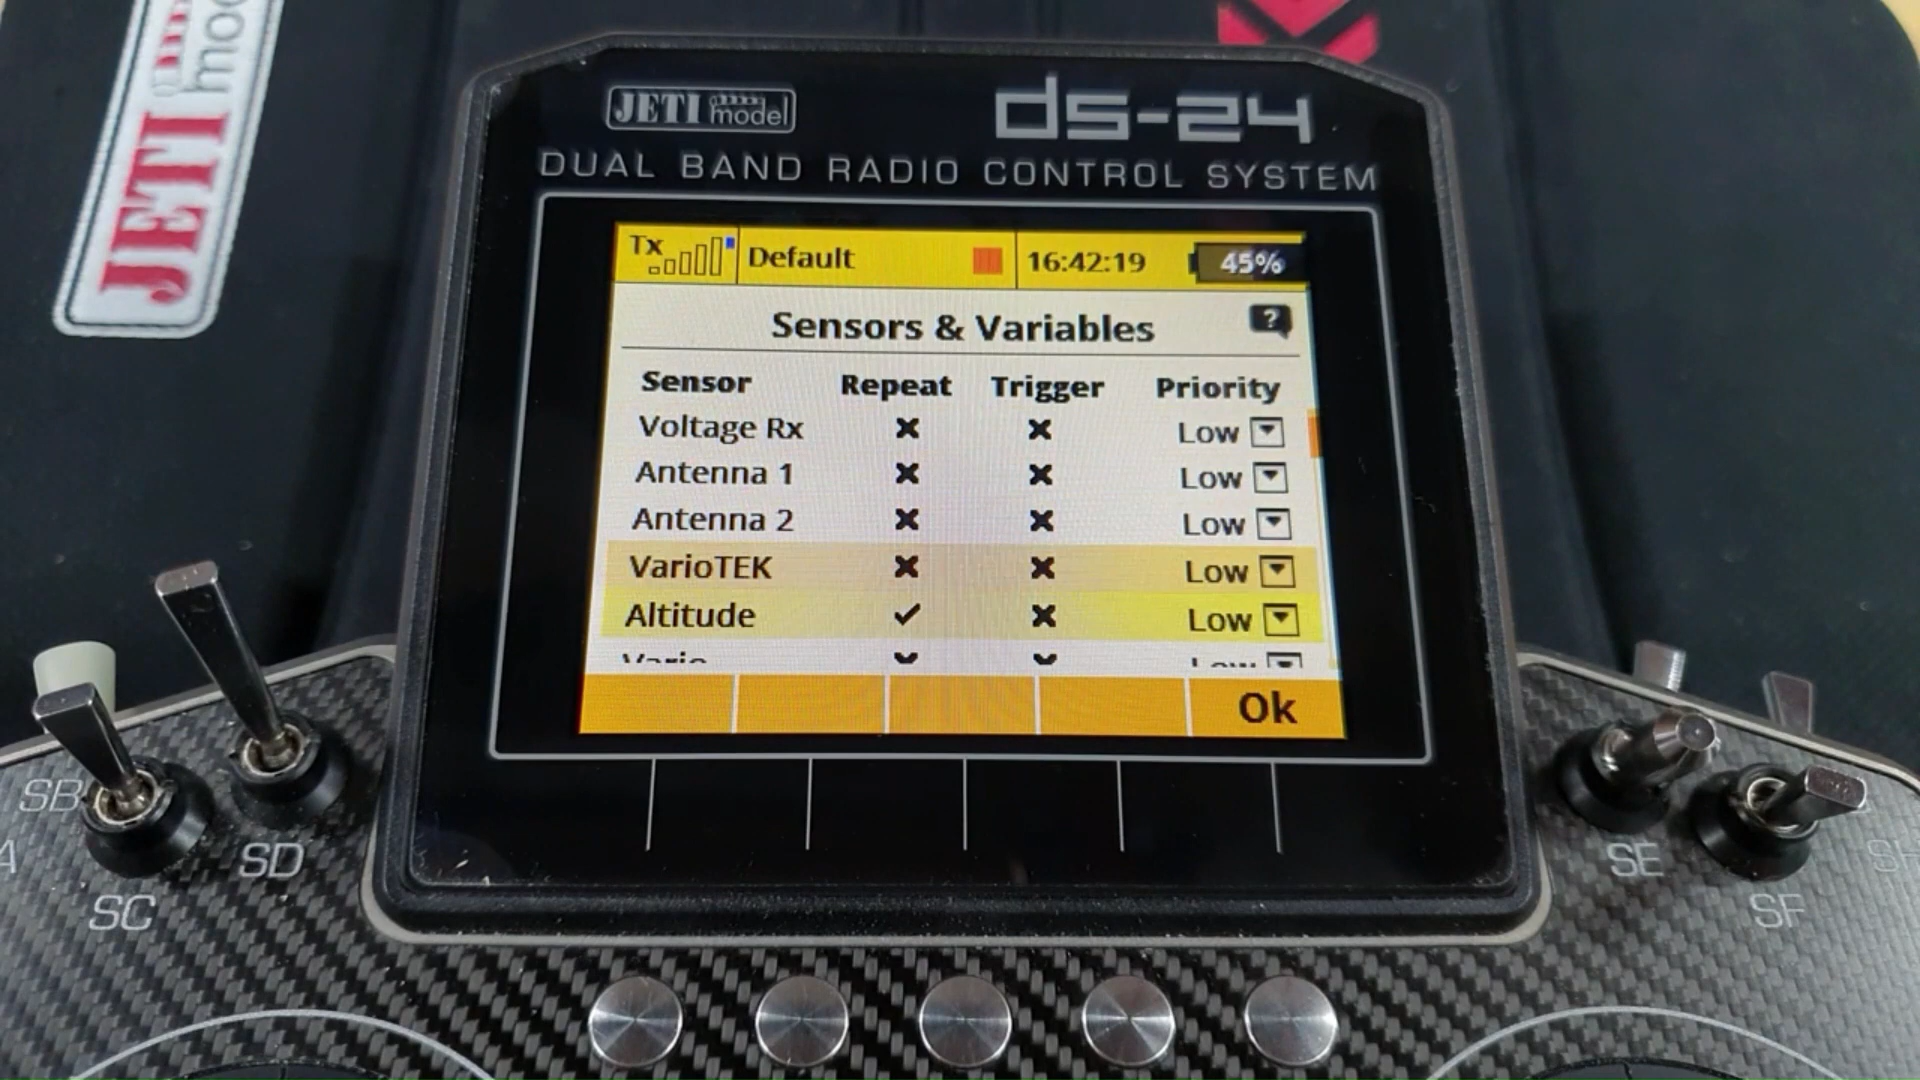 JETI model
JETI model
ds-24
DUAL BAND RADIO CONTROL SYSTEM
Tx Default 16:42:19 45%
Sensors & Variables ?
Sensor Repeat Trigger Priority
Voltage Rx Low
Antenna 1 Low
Antenna 2 Low
VarioTEK Low
Altitude Low
Vario Low
Ok
SB
SD
SC
SE
SF